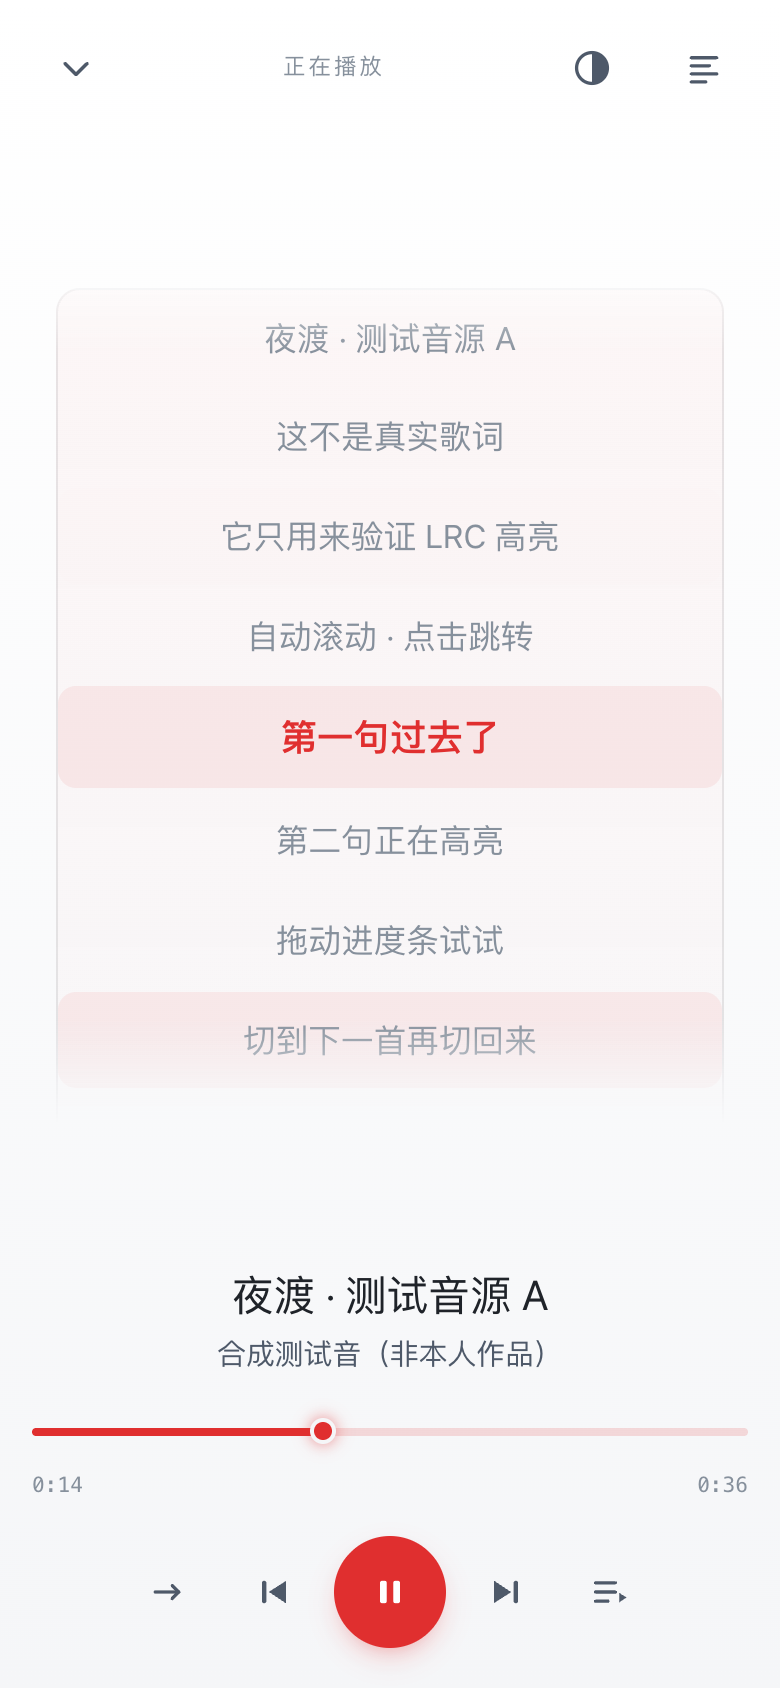 正在播放
夜渡 · 测试音源 A
这不是真实歌词
它只用来验证 LRC 高亮
自动滚动 · 点击跳转
第一句过去了
第二句正在高亮
拖动进度条试试
切到下一首再切回来
夜渡 · 测试音源 A
合成测试音（非本人作品）
0:14
0:36